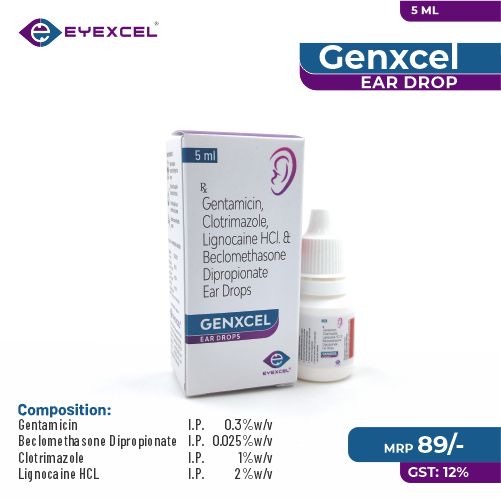 EYEXCEL®
5 ML
Genxcel
EAR DROP
5 ml
Rx
Gentamicin,
Clotrimazole,
Lignocaine HCl. &
Beclomethasone
Dipropionate
Ear Drops
GENXCEL
EAR DROPS
EYEXCEL
Composition:
Gentamicin I.P. 0.3%w/v
Beclomethasone Dipropionate I.P. 0.025%w/v
Clotrimazole I.P. 1%w/v
Lignocaine HCL I.P. 2%w/v
MRP 89/-
GST: 12%